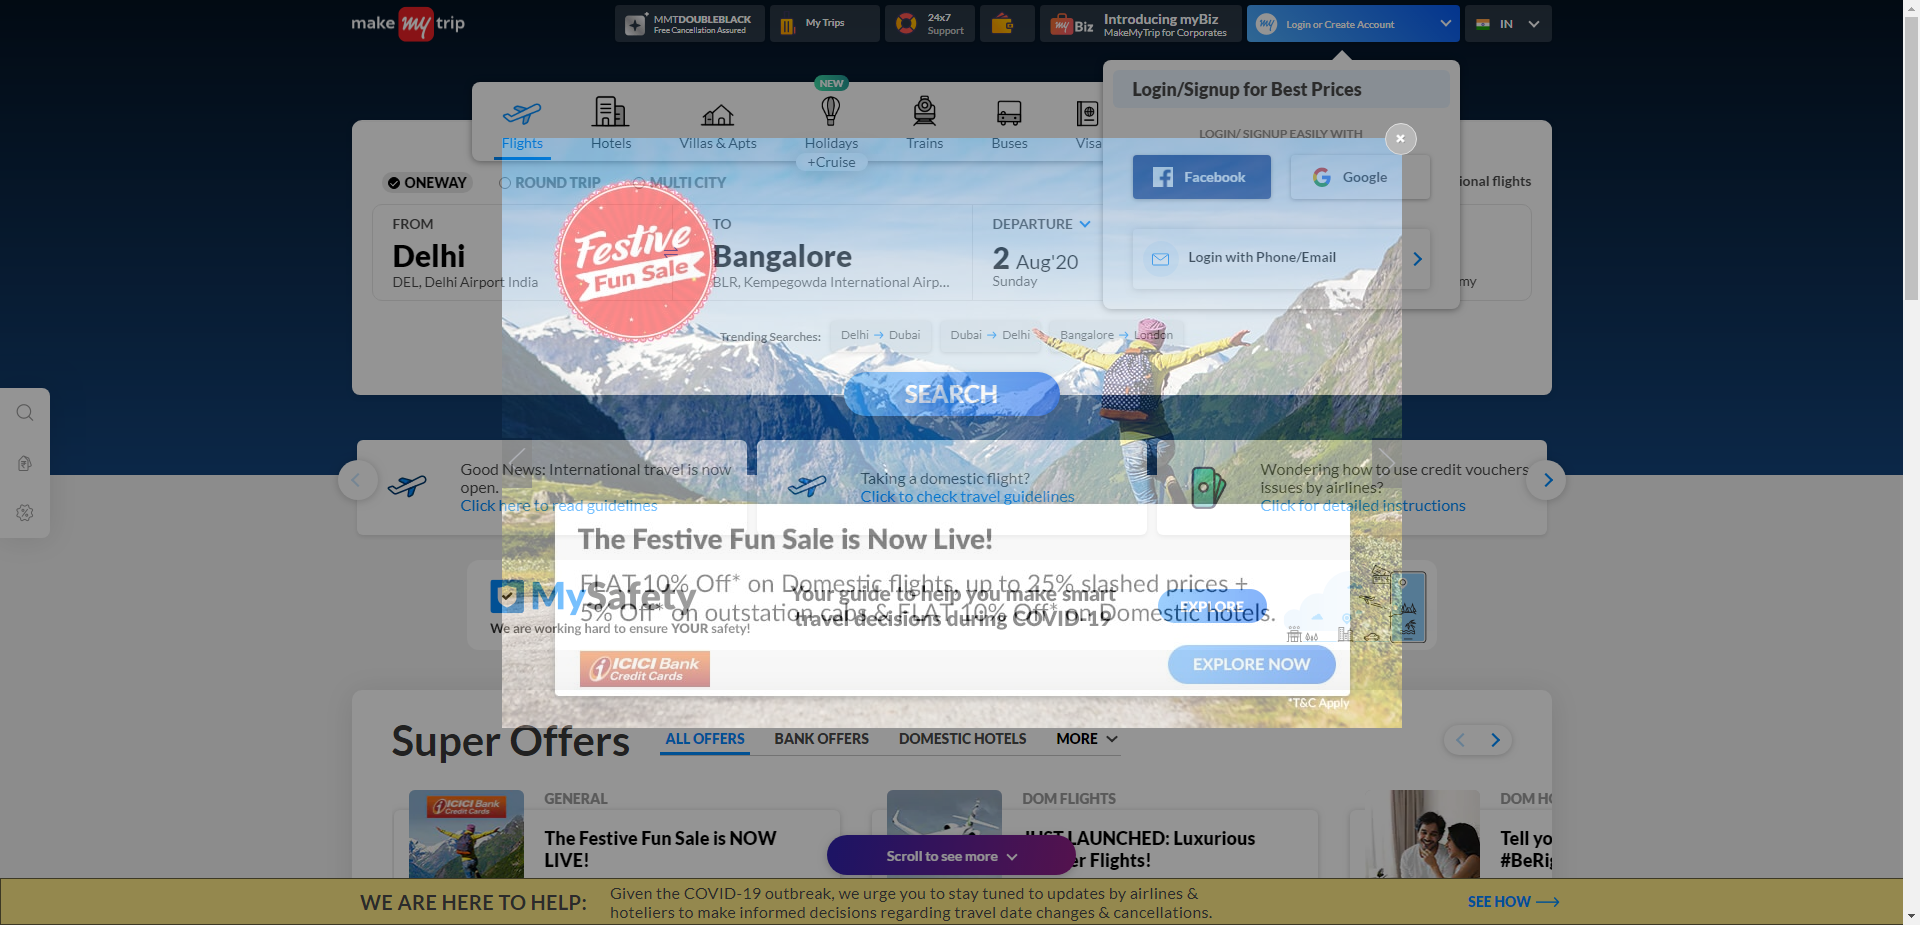 make my trip
MMTDOUBLEBLACK
Free Cancellation Assured
My Trips
24x7
Support
my Biz
Introducing myBiz
MakeMyTrip for Corporates
my
Login or Create Account
IN
Login/Signup for Best Prices
LOGIN/ SIGNUP EASILY WITH
Facebook
Google
Login with Phone/Email
NEW
Flights
Hotels
Villas & Apts
Holidays
+Cruise
Trains
Buses
Visa
ONEWAY
ROUND TRIP
MULTI CITY
ional flights
FROM
Delhi
DEL, Delhi Airport India
TO
Bangalore
BLR, Kempegowda International Airp...
DEPARTURE
2 Aug'20
Sunday
my
Festive
Fun Sale
Trending Searches:
Delhi → Dubai
Dubai → Delhi
Bangalore → London
SEARCH
Good News: International travel is now
open.
Click here to read guidelines
Taking a domestic flight?
Click to check travel guidelines
Wondering how to use credit vouchers
issues by airlines?
Click for detailed instructions
The Festive Fun Sale is Now Live!
FLAT 10% Off* on Domestic flights, up to 25% slashed prices +
5% Off* on outstation cabs & FLAT 10% Off* on Domestic hotels.
ICICI Bank
Credit Cards
EXPLORE NOW
*T&C Apply
MySafety
We are working hard to ensure YOUR safety!
Your guide to help you make smart
travel decisions during COVID-19
EXPLORE
Super Offers
ALL OFFERS
BANK OFFERS
DOMESTIC HOTELS
MORE
ICICI Bank
Credit Cards
GENERAL
The Festive Fun Sale is NOW
LIVE!
DOM FLIGHTS
JUST LAUNCHED: Luxurious
er Flights!
DOM HO
Tell yo
#BeRig
Scroll to see more
WE ARE HERE TO HELP:
Given the COVID-19 outbreak, we urge you to stay tuned to updates by airlines &
hoteliers to make informed decisions regarding travel date changes & cancellations.
SEE HOW